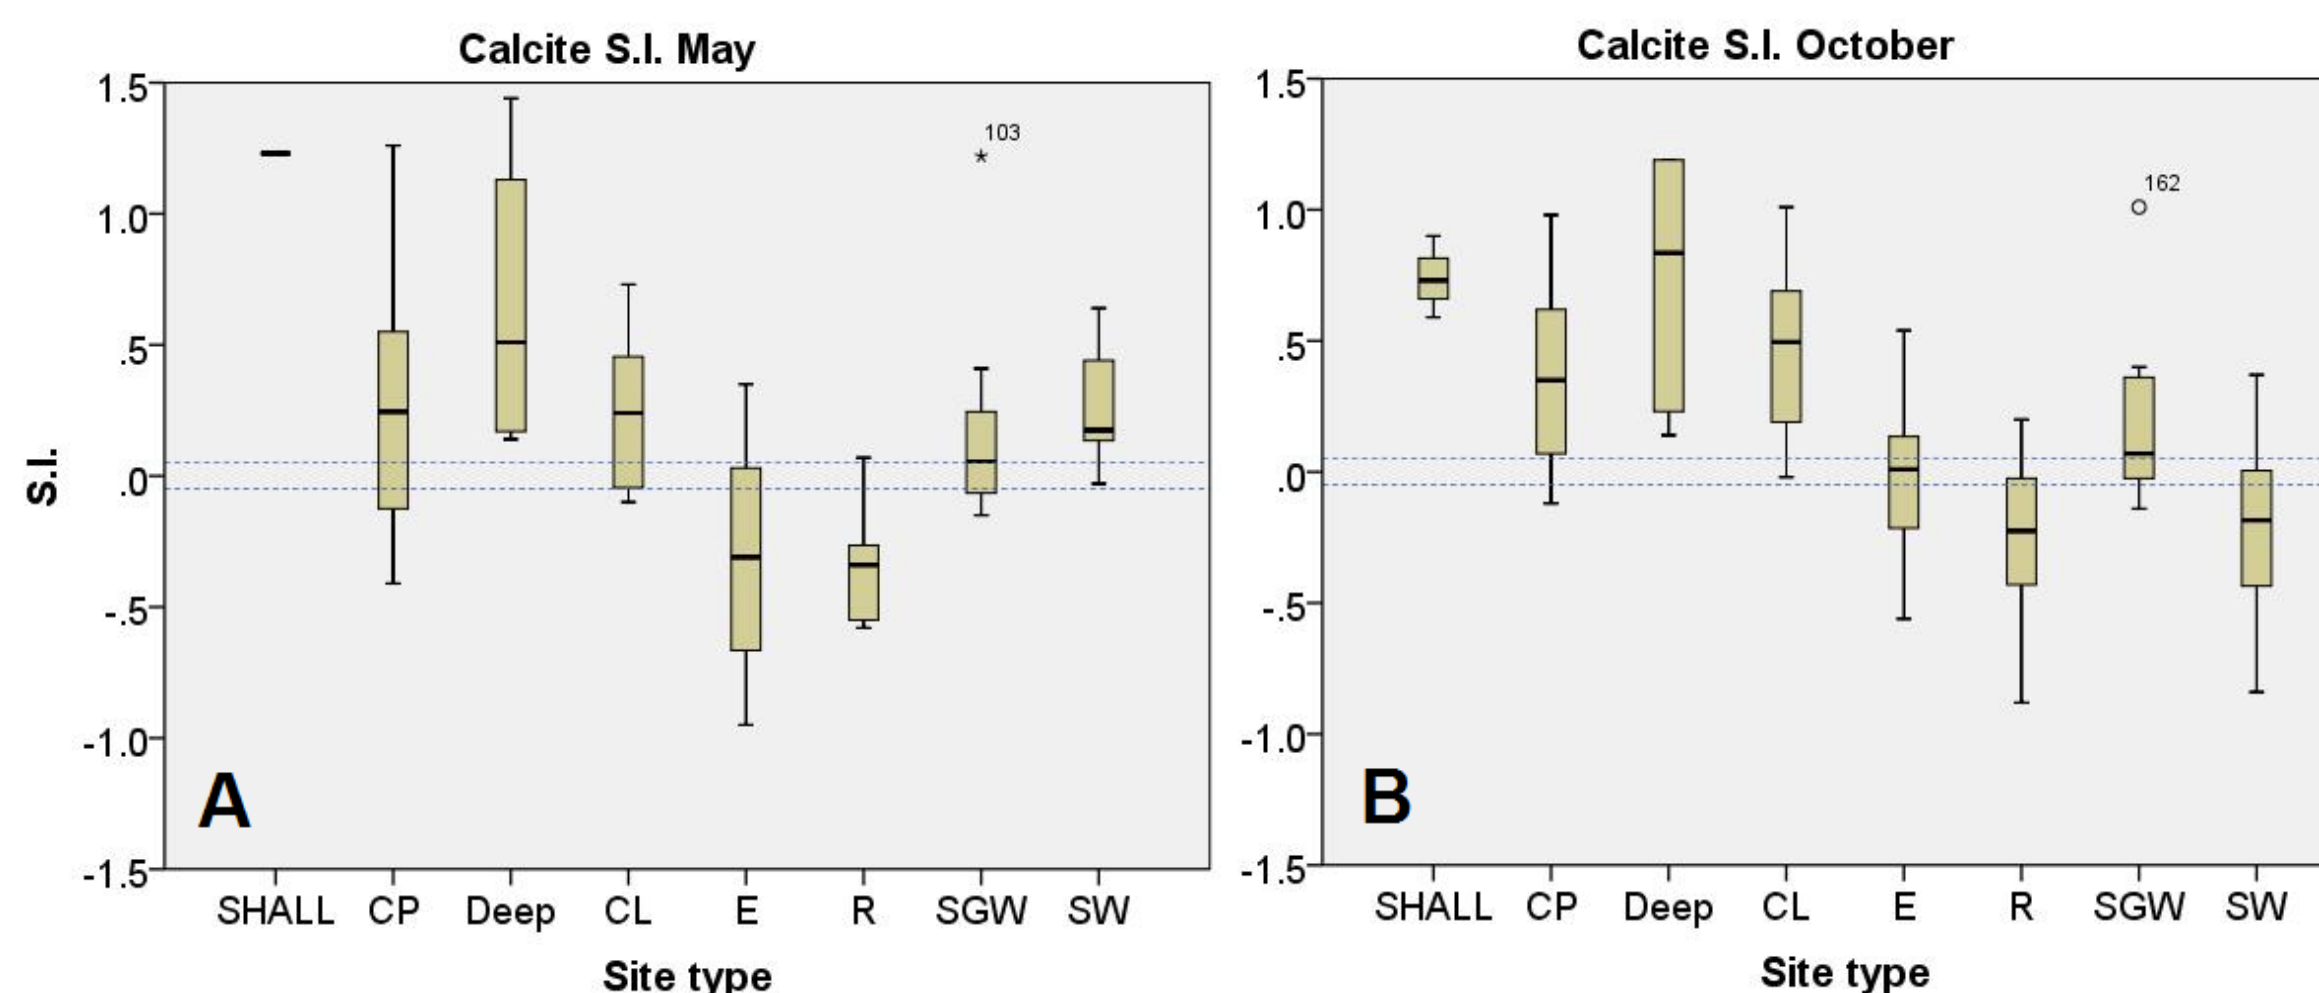 Calcite S.I. May
1.5
1.0
.5
.0
-.5
-1.0
-1.5
S.I.
103
*
A
SHALL CP Deep CL E R SGW SW
Site type
Calcite S.I. October
1.5
1.0
.5
.0
-.5
-1.0
-1.5
162
B
SHALL CP Deep CL E R SGW SW
Site type